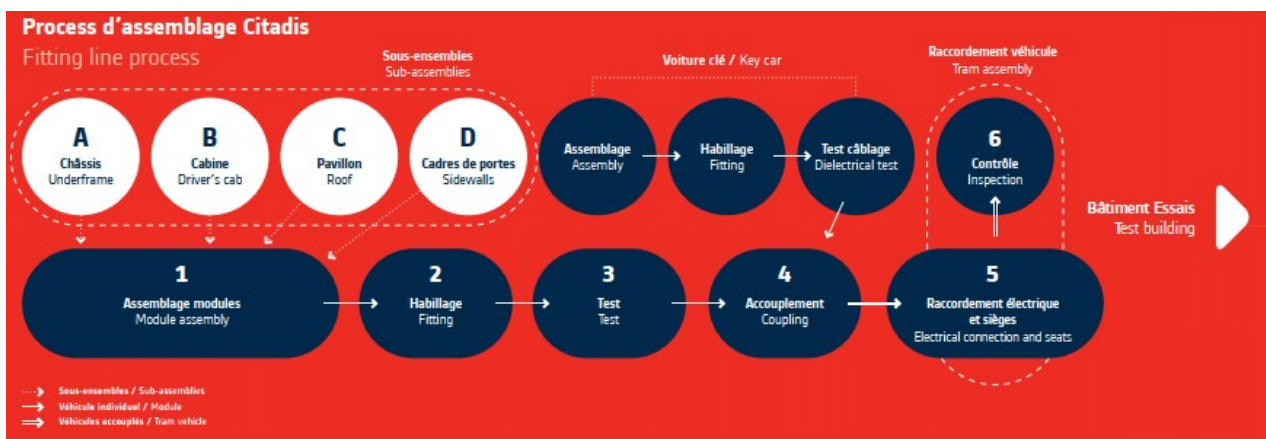 Process d'assemblage Citadis
Fitting line process
Sous-ensembles
Sub-assemblies
Voiture clé / Key car
Raccordement véhicule
Tram assembly
A
Châssis
Underframe
B
Cabine
Driver's cab
C
Pavillon
Roof
D
Cadres de portes
Sidewalls
Assemblage
Assembly
Habillage
Fitting
Test câblage
Dielectrical test
6
Contrôle
Inspection
Bâtiment Essais
Test building
1
Assemblage modules
Module assembly
2
Habillage
Fitting
3
Test
Test
4
Accouplement
Coupling
5
Raccordement électrique
et sièges
Electrical connection and seats
Sous-ensembles / Sub-assemblies
Véhicule individuel / Module
Véhicules accouplés / Tram vehicle